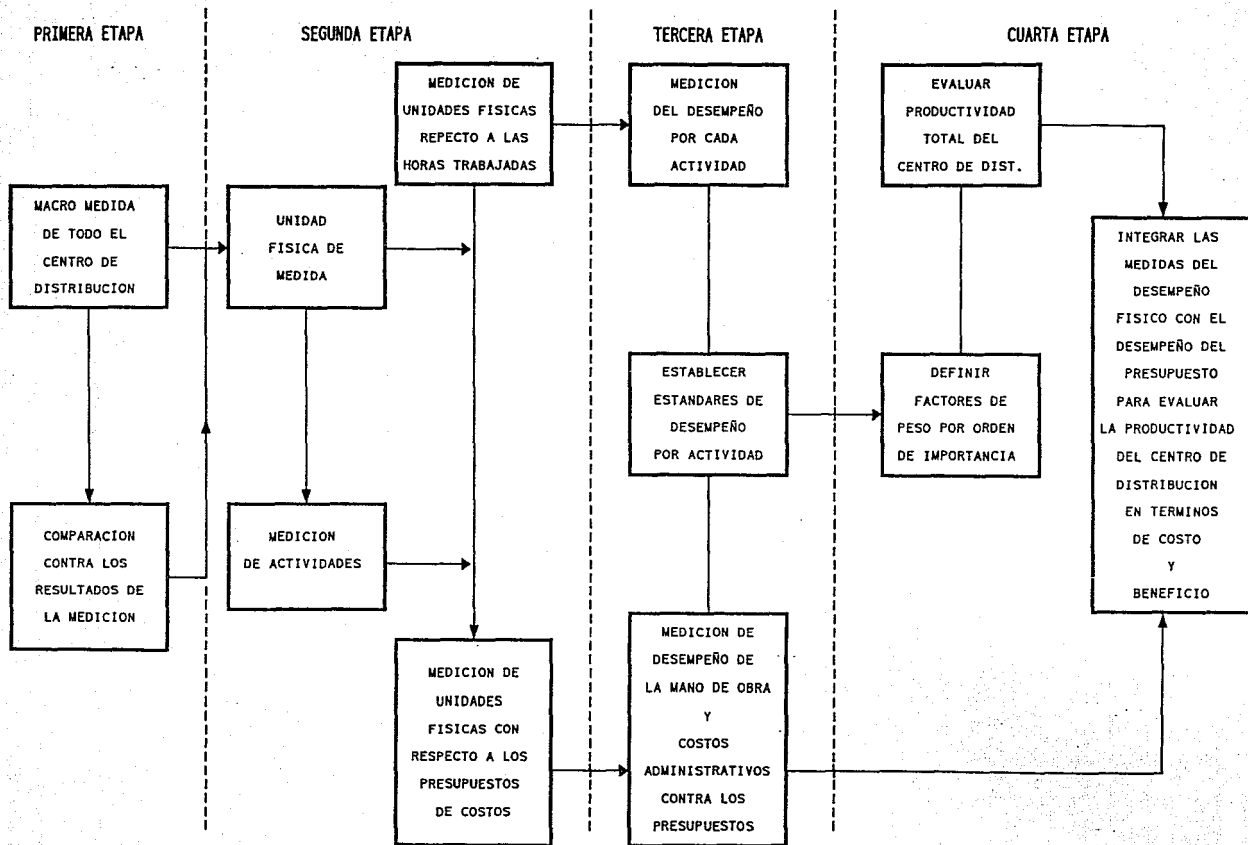 PRIMERA ETAPA
SEGUNDA ETAPA
TERCERA ETAPA
CUARTA ETAPA
MACRO MEDIDA
DE TODO EL
CENTRO DE
DISTRIBUCION
COMPARACION
CONTRA LOS
RESULTADOS DE
LA MEDICION
UNIDAD
FISICA DE
MEDIDA
MEDICION
DE ACTIVIDADES
MEDICION DE
UNIDADES FISICAS
REPECTO A LAS
HORAS TRABAJADAS
MEDICION DE
UNIDADES
FISICAS CON
RESPECTO A LOS
PRESUPUESTOS
DE COSTOS
MEDICION
DEL DESEMPEÑO
POR CADA
ACTIVIDAD
ESTABLECER
ESTANDARES DE
DESEMPEÑO
POR ACTIVIDAD
MEDICION DE
DESEMPEÑO DE
LA MANO DE OBRA
Y
COSTOS
ADMINISTRATIVOS
CONTRA LOS
PRESUPUESTOS
EVALUAR
PRODUCTIVIDAD
TOTAL DEL
CENTRO DE DIST.
DEFINIR
FACTORES DE
PESO POR ORDEN
DE IMPORTANCIA
INTEGRAR LAS
MEDIDAS DEL
DESEMPEÑO
FISICO CON EL
DESEMPEÑO DEL
PRESUPUESTO
PARA EVALUAR
LA PRODUCTIVIDAD
DEL CENTRO DE
DISTRIBUCION
EN TERMINOS
DE COSTO
Y
BENEFICIO